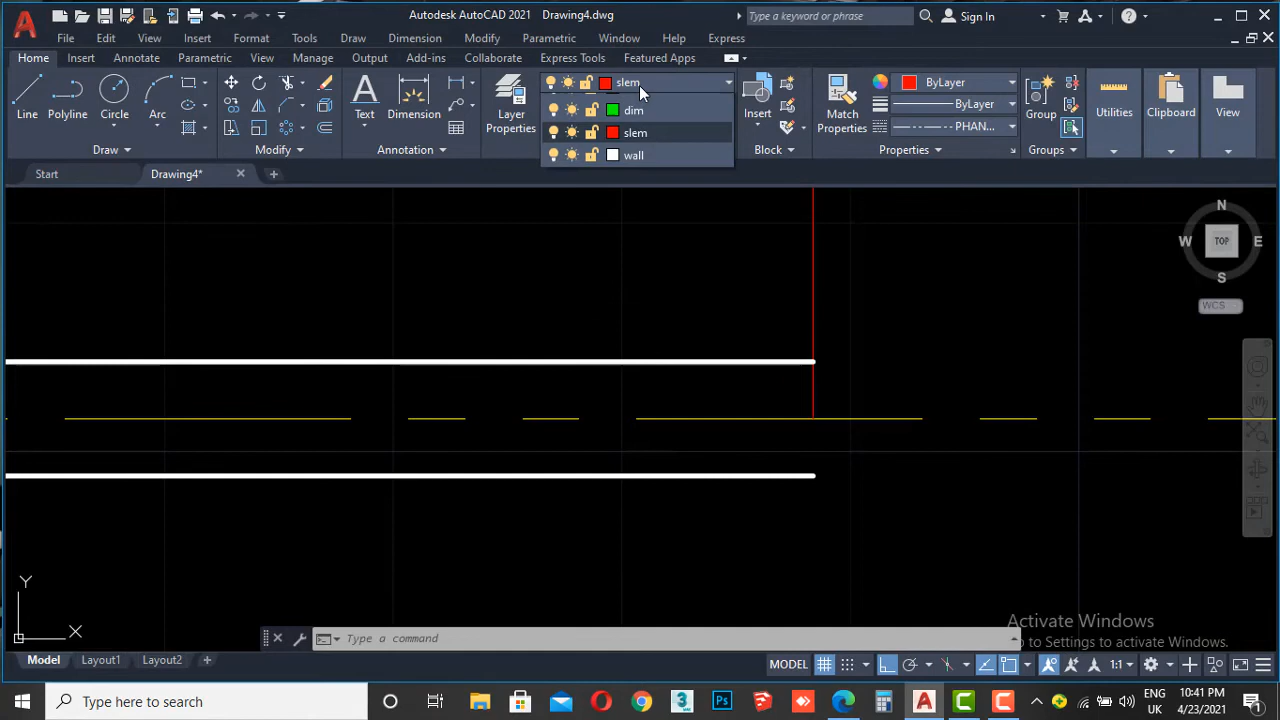 Autodesk AutoCAD 2021 Drawing4.dwg
Type a keyword or phrase
Sign In
File Edit View Insert Format Tools Draw Dimension Modify Parametric Window Help Express
Home Insert Annotate Parametric View Manage Output Add-ins Collaborate Express Tools Featured Apps
slem
ByLayer
dim
ByLayer
Line Polyline Circle Arc Text Dimension Layer Properties Insert Match Properties Group Utilities Clipboard View
PHAN...
slem
Draw Modify Annotation Block Properties Groups
wall
Start Drawing4*
N
W TOP E
S
WCS
Y
X
Activate Windows
Go to Settings to activate Windows.
Type a command
Model Layout1 Layout2
MODEL 1:1
Type here to search
Ps
3
ENG
UK
10:41 PM
4/23/2021